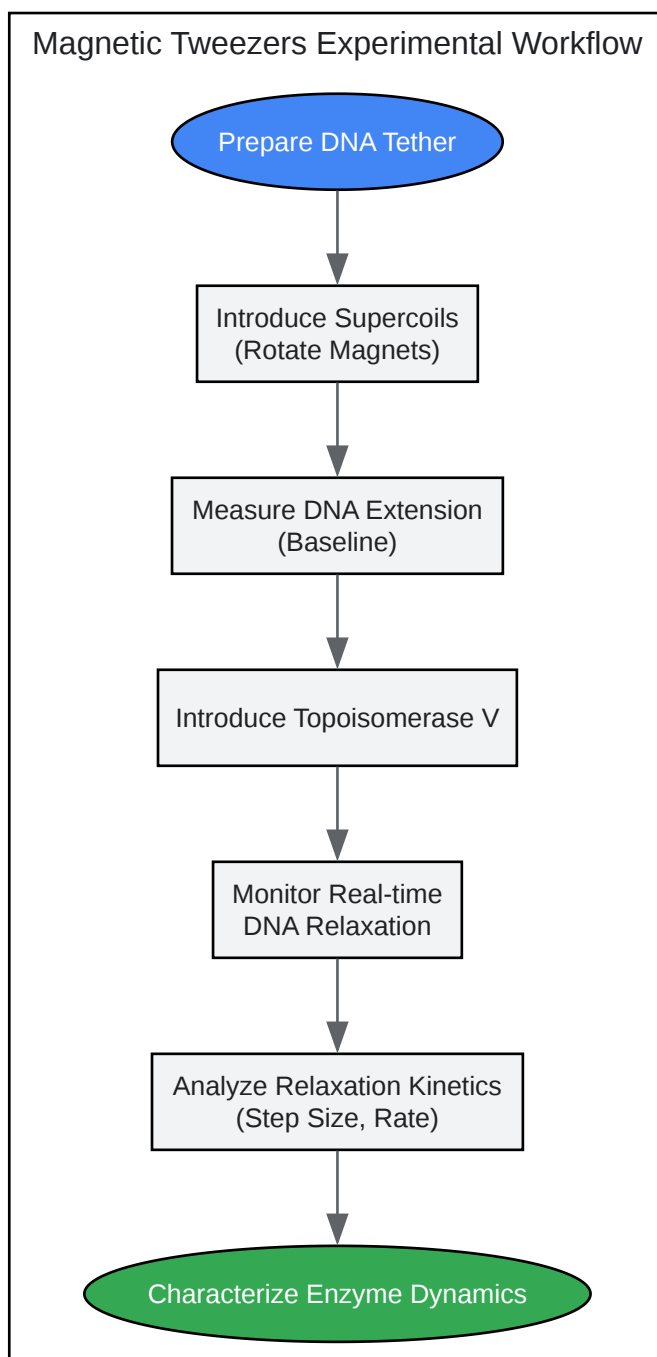 Magnetic Tweezers Experimental Workflow
Prepare DNA Tether
Introduce Supercoils
(Rotate Magnets)
Measure DNA Extension
(Baseline)
Introduce Topoisomerase V
Monitor Real-time
DNA Relaxation
Analyze Relaxation Kinetics
(Step Size, Rate)
Characterize Enzyme Dynamics